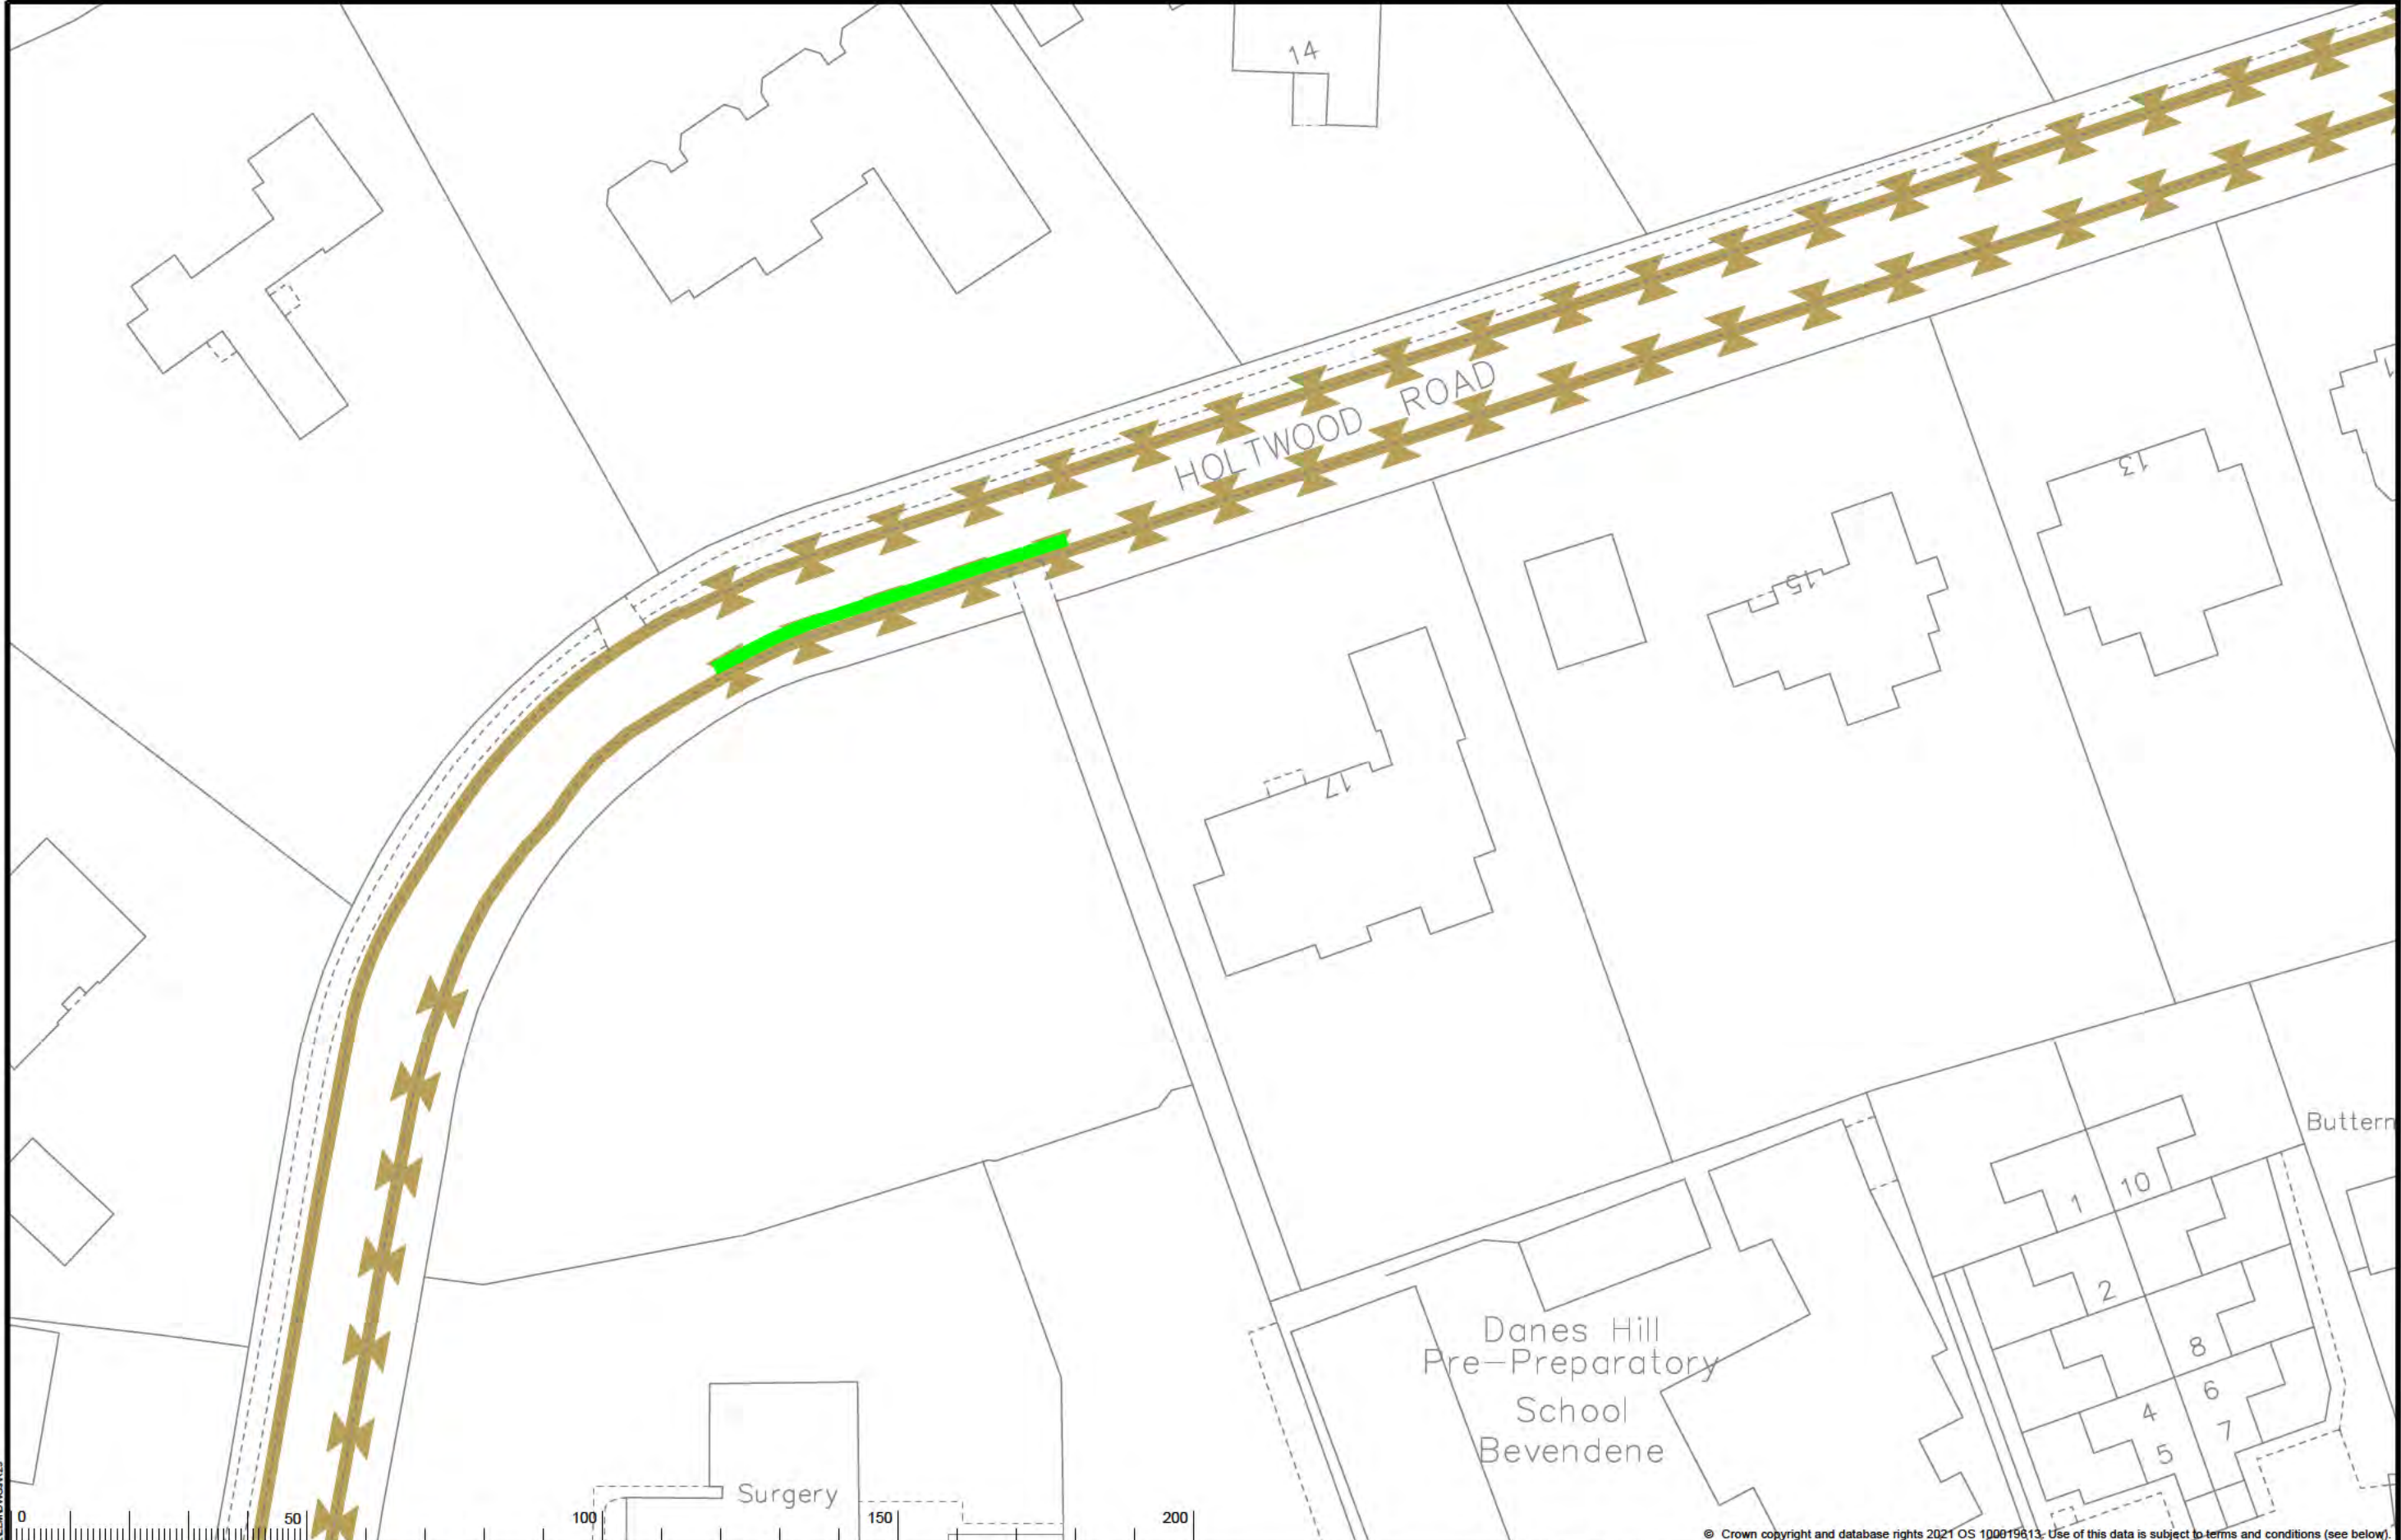 14
HOLTWOOD ROAD
13
15
17
Buttern
1
10
2
Danes Hill
Pre-Preparatory
School
Bevendene
8
6
4
7
5
Surgery
0
50
100
150
200
© Crown copyright and database rights 2021 OS 100019613. Use of this data is subject to terms and conditions (see below).